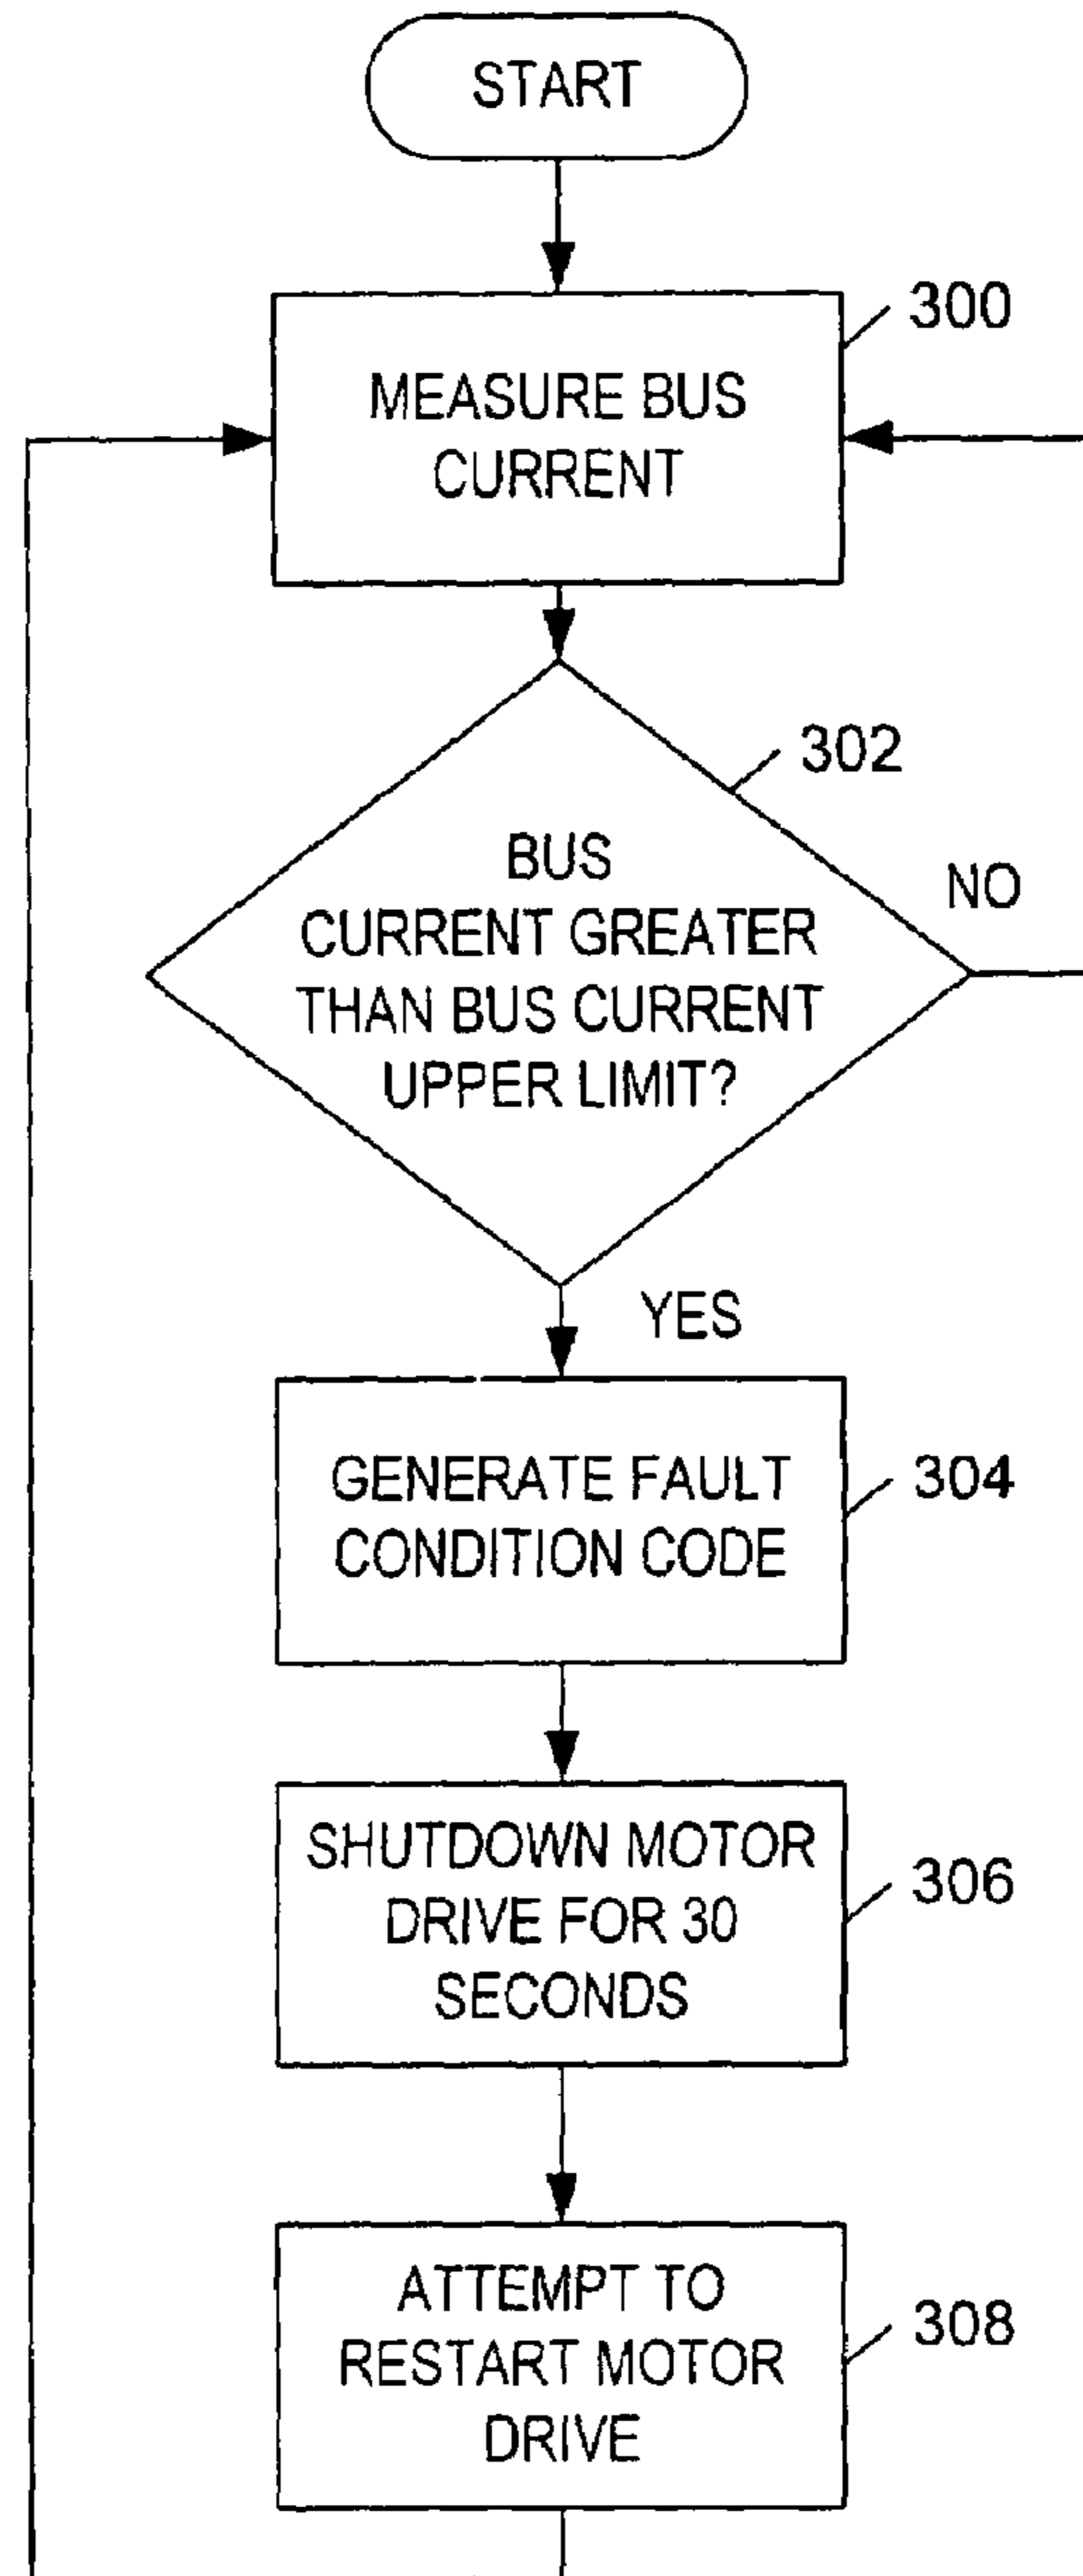 START
300
MEASURE BUS
CURRENT
302
BUS
CURRENT GREATER
THAN BUS CURRENT
UPPER LIMIT?
NO
YES
GENERATE FAULT
CONDITION CODE
304
SHUTDOWN MOTOR
DRIVE FOR 30
SECONDS
306
ATTEMPT TO
RESTART MOTOR
DRIVE
308